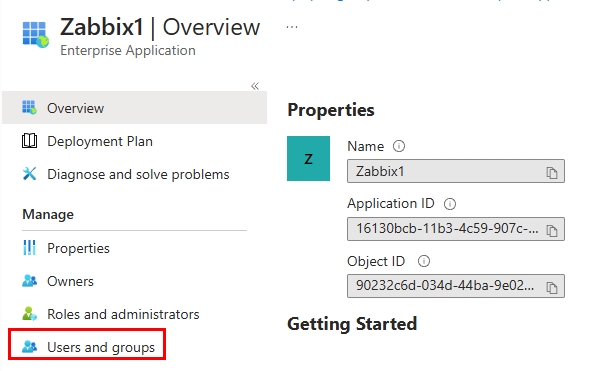 Zabbix1 | Overview
...
Enterprise Application
«
Overview
Deployment Plan
Diagnose and solve problems
Manage
Properties
Owners
Roles and administrators
Users and groups
Properties
Z
Name
Zabbix1
Application ID
16130bcb-11b3-4c59-907c-...
Object ID
90232c6d-034d-44ba-9e02...
Getting Started